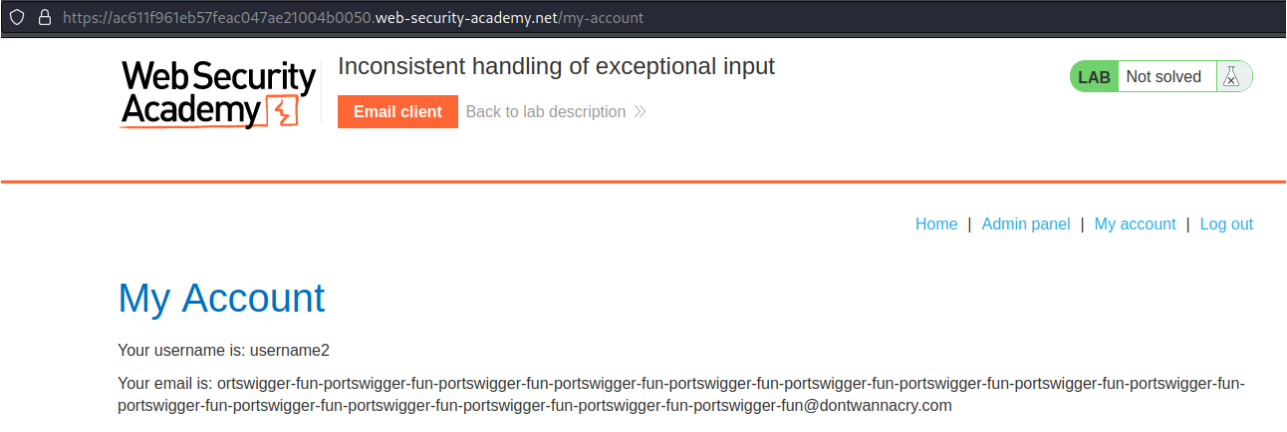 https://ac611f961eb57feac047ae21004b0050.web-security-academy.net/my-account
Web Security
Academy
Inconsistent handling of exceptional input
LAB Not solved
Email client Back to lab description
Home | Admin panel | My account | Log out
My Account
Your username is: username2
Your email is: ortswigger-fun-portswigger-fun-portswigger-fun-portswigger-fun-portswigger-fun-portswigger-fun-portswigger-fun-portswigger-fun-portswigger-fun-
portswigger-fun-portswigger-fun-portswigger-fun-portswigger-fun-portswigger-fun-portswigger-fun@dontwannacry.com